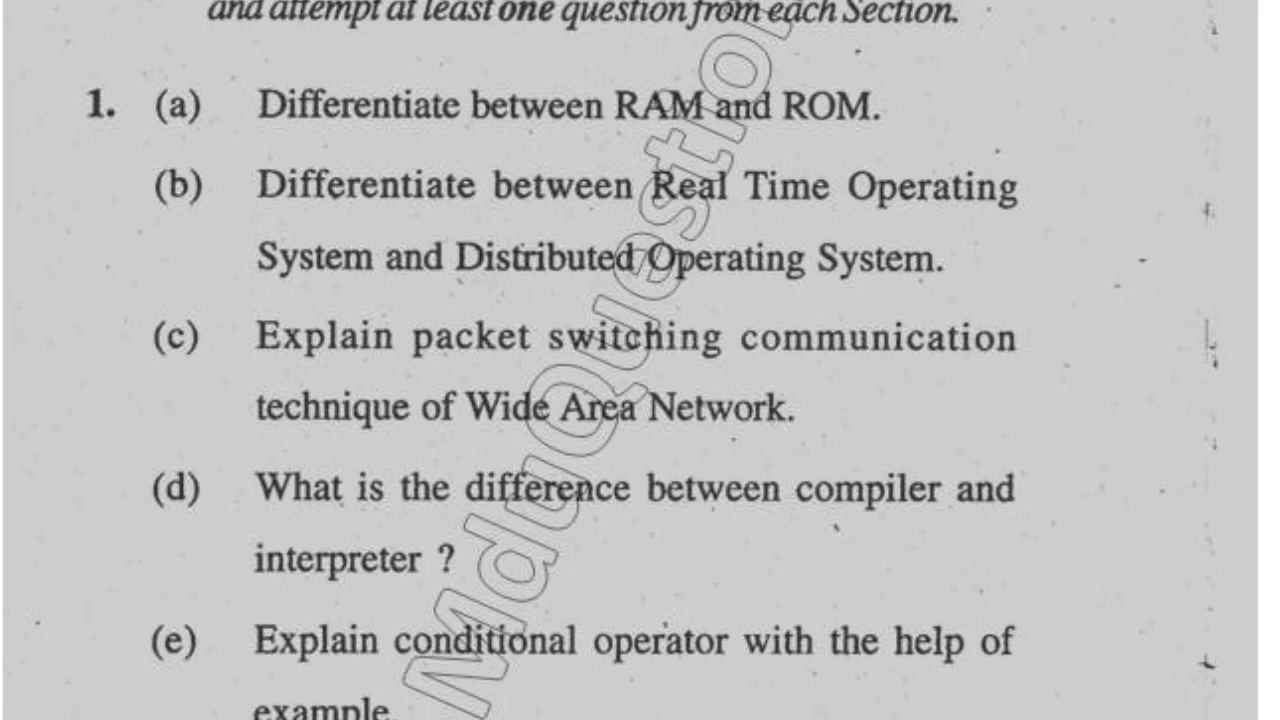 and attempt at least one question from each Section.
1. (a) Differentiate between RAM and ROM.
(b) Differentiate between Real Time Operating
System and Distributed Operating System.
(c) Explain packet switching communication
technique of Wide Area Network.
(d) What is the difference between compiler and
interpreter ?
(e) Explain conditional operator with the help of
example.
MduQuestion